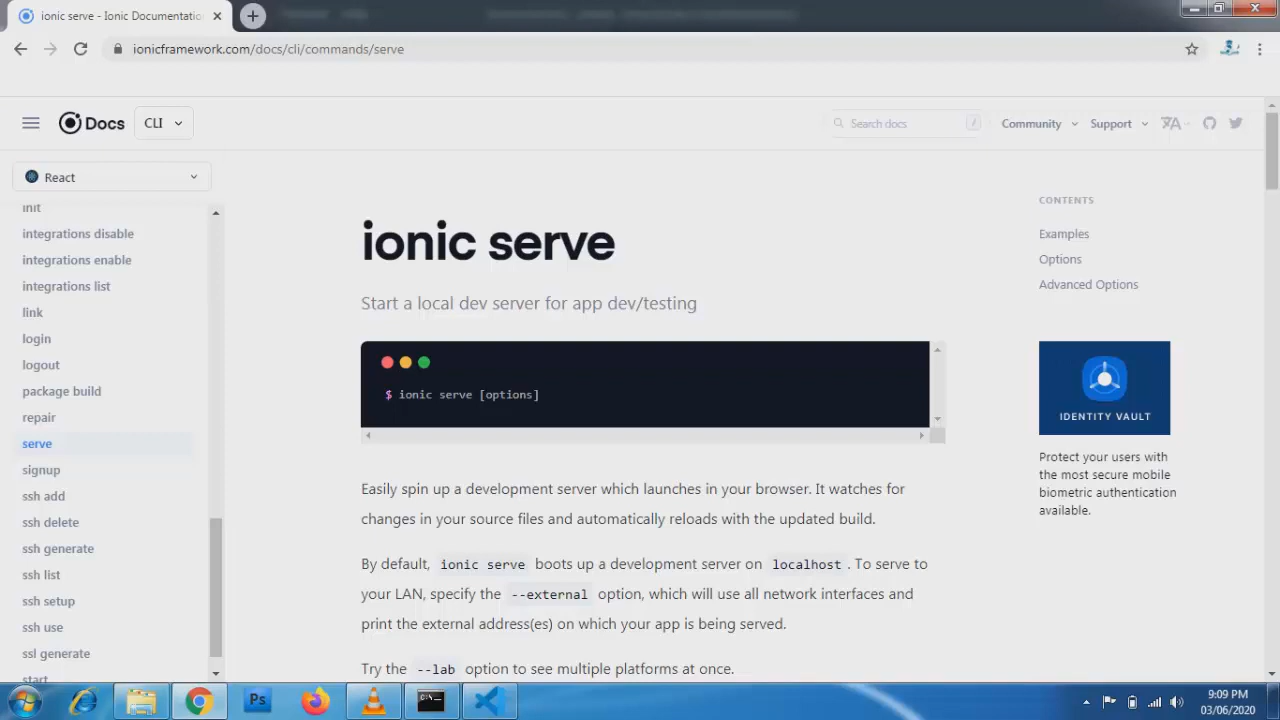 ionic serve - Ionic Documentatio
ionicframework.com/docs/cli/commands/serve
Docs
CLI
Search docs
/
Community
Support
React
init
integrations disable
integrations enable
integrations list
link
login
logout
package build
repair
serve
signup
ssh add
ssh delete
ssh generate
ssh list
ssh setup
ssh use
ssl generate
start
ionic serve
Start a local dev server for app dev/testing
$ ionic serve [options]
Easily spin up a development server which launches in your browser. It watches for
changes in your source files and automatically reloads with the updated build.
By default, ionic serve boots up a development server on localhost. To serve to
your LAN, specify the --external option, which will use all network interfaces and
print the external address(es) on which your app is being served.
Try the --lab option to see multiple platforms at once.
CONTENTS
Examples
Options
Advanced Options
IDENTITY VAULT
Protect your users with
the most secure mobile
biometric authentication
available.
Ps
9:09 PM
03/06/2020